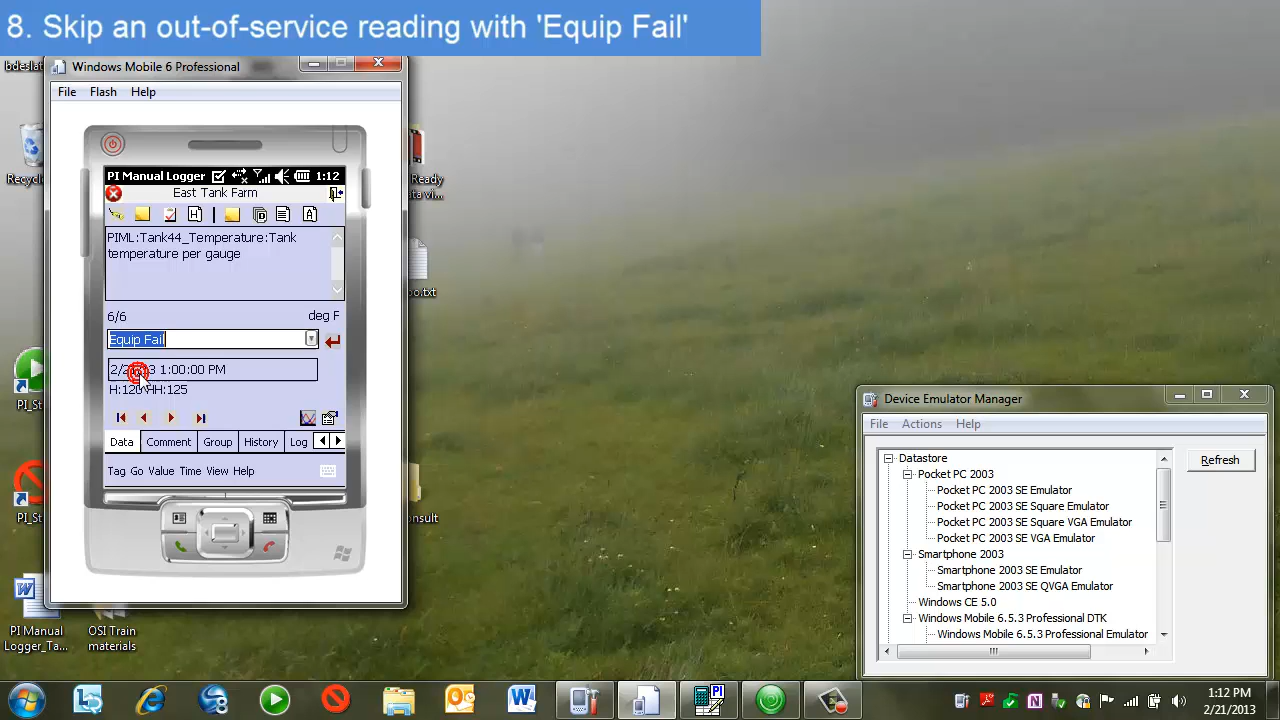 8. Skip an out-of-service reading with 'Equip Fail'
Windows Mobile 6 Professional
File Flash Help
PI Manual Logger 1:12
East Tank Farm
H D A
PIML:Tank44_Temperature:Tank
temperature per gauge
6/6 deg F
Equip Fail
1:00:00 PM
H:120 HH:125
Data Comment Group History Log
Tag Go Value Time View Help
Device Emulator Manager
File Actions Help
Datastore
Refresh
Pocket PC 2003
Pocket PC 2003 SE Emulator
Pocket PC 2003 SE Square Emulator
Pocket PC 2003 SE Square VGA Emulator
Pocket PC 2003 SE VGA Emulator
Smartphone 2003
Smartphone 2003 SE Emulator
Smartphone 2003 SE QVGA Emulator
Windows CE 5.0
Windows Mobile 6.5.3 Professional DTK
Windows Mobile 6.5.3 Professional Emulator
Ready
PI_St
PI_St
PI Manual
Logger_Ta...
OSI Train
materials
PI
1:12 PM
2/21/2013